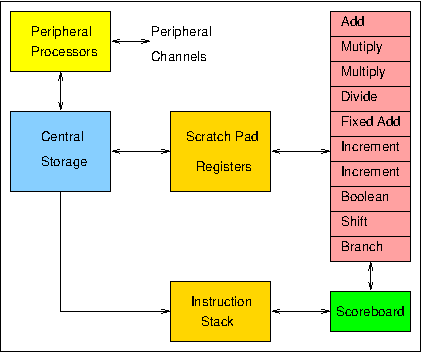 Peripheral
Processors
Peripheral
Channels
Central
Storage
Scratch Pad
Registers
Add
Mutiply
Multiply
Divide
Fixed Add
Increment
Increment
Boolean
Shift
Branch
Instruction
Stack
Scoreboard